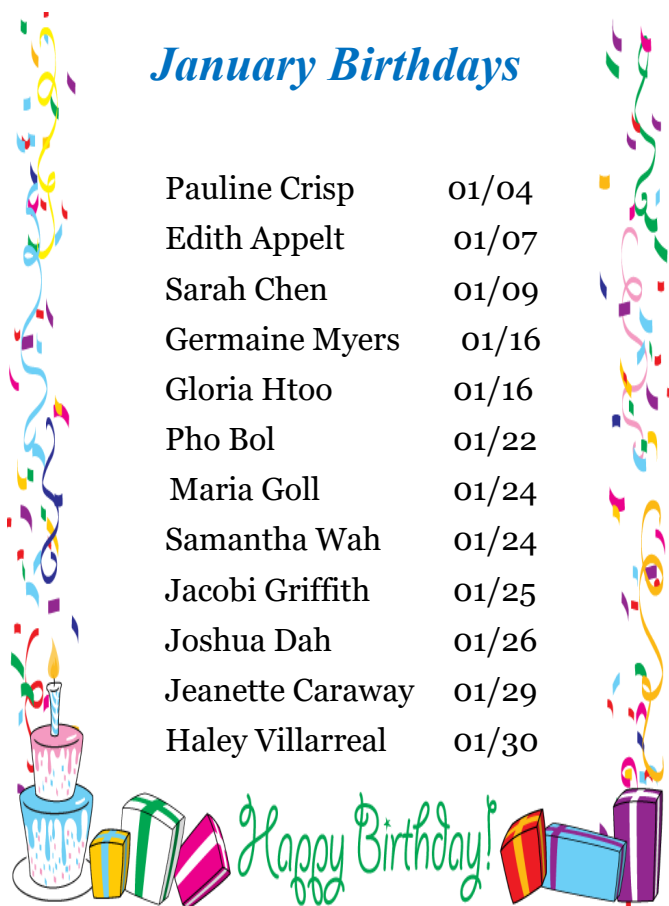 January Birthdays
Pauline Crisp 01/04
Edith Appelt 01/07
Sarah Chen 01/09
Germaine Myers 01/16
Gloria Htoo 01/16
Pho Bol 01/22
Maria Goll 01/24
Samantha Wah 01/24
Jacobi Griffith 01/25
Joshua Dah 01/26
Jeanette Caraway 01/29
Haley Villarreal 01/30
Happy Birthday!